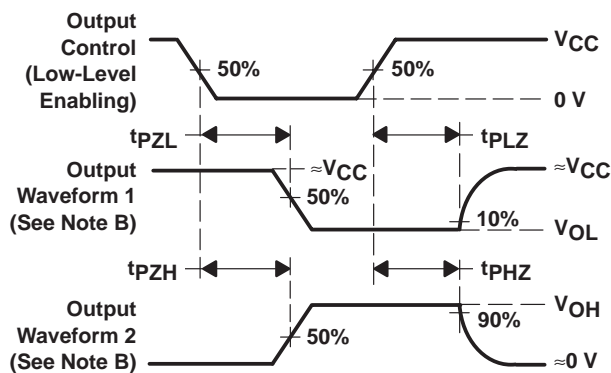 Output
Control
(Low-Level
Enabling)
50%
50%
VCC
0 V
tPZL
tPLZ
Output
Waveform 1
(See Note B)
≈VCC
50%
≈VCC
10%
VOL
tPZH
tPHZ
Output
Waveform 2
(See Note B)
50%
VOH
90%
≈0 V